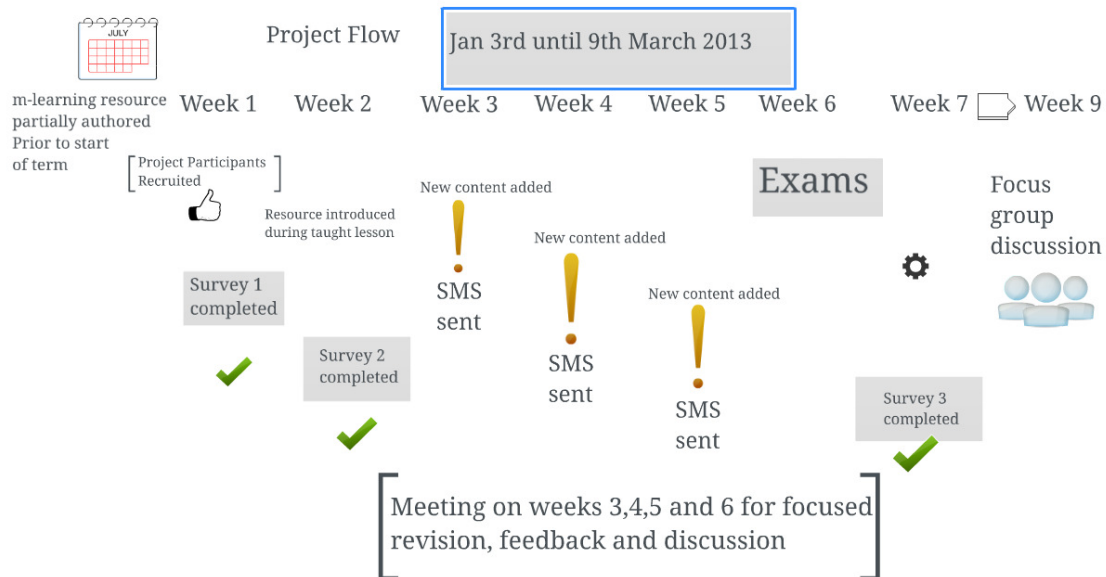 JULY
Project Flow
Jan 3rd until 9th March 2013
m-learning resource
partially authored
Prior to start
of term
Week 1
Week 2
Week 3
Week 4
Week 5
Week 6
Week 7
Week 9
Project Participants
Recruited
Resource introduced
during taught lesson
New content added
SMS
sent
New content added
SMS
sent
New content added
SMS
sent
Exams
Focus
group
discussion
Survey 1
completed
Survey 2
completed
Survey 3
completed
Meeting on weeks 3,4,5 and 6 for focused
revision, feedback and discussion